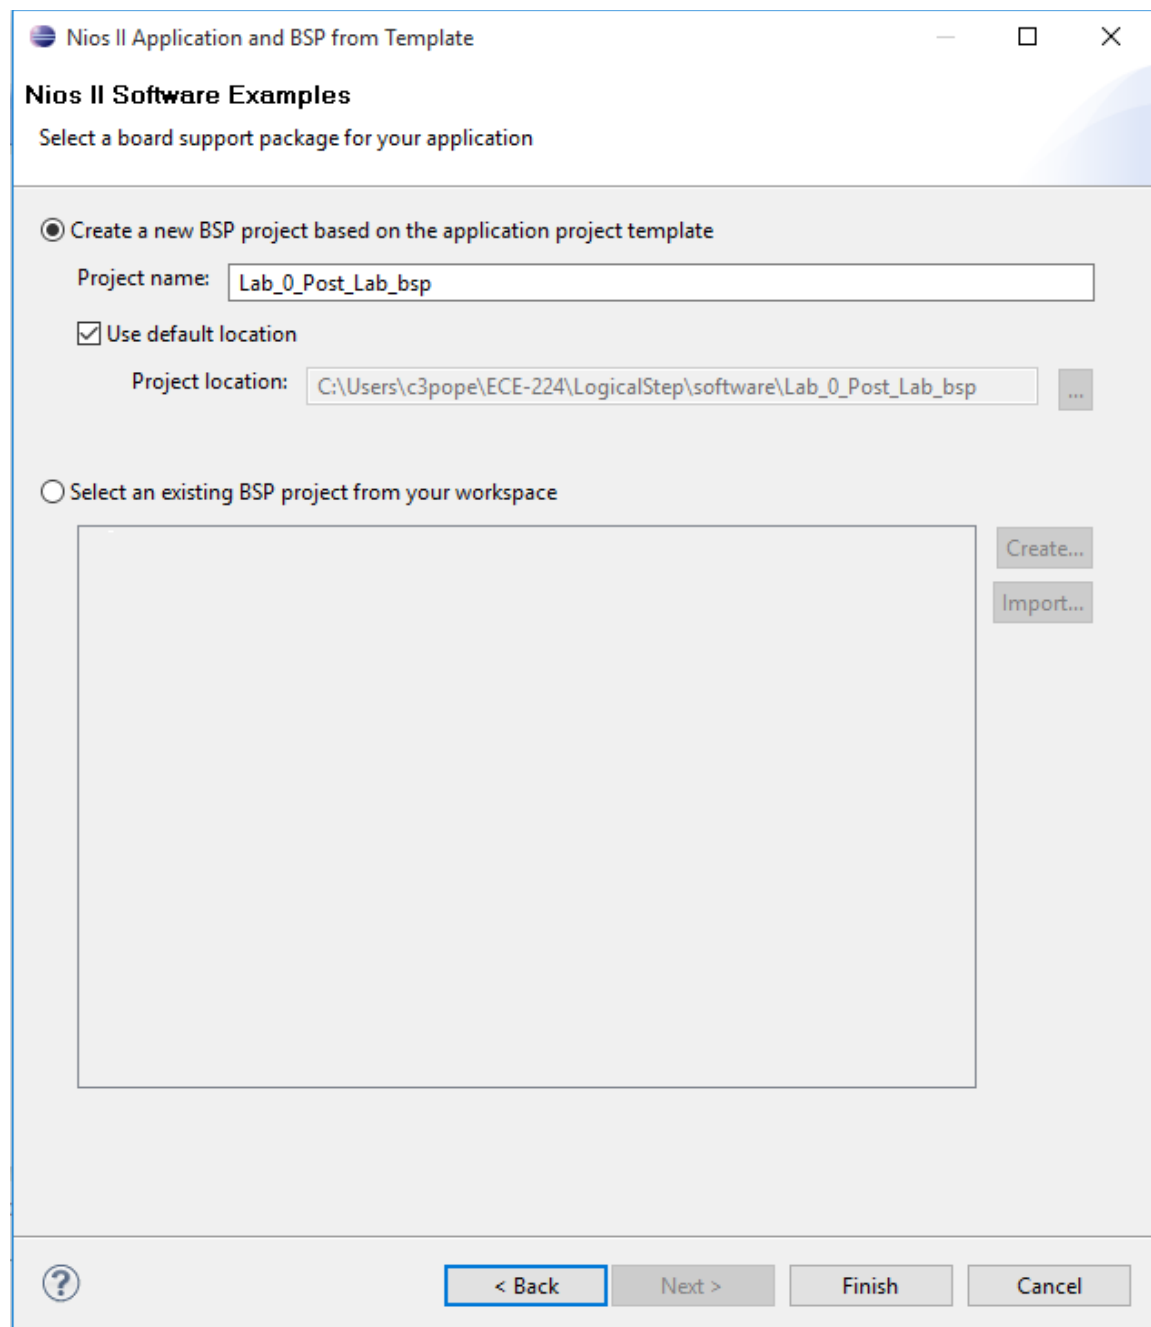 Nios II Application and BSP from Template
Nios II Software Examples
Select a board support package for your application
Create a new BSP project based on the application project template
Project name: Lab_0_Post_Lab_bsp
Use default location
Project location: C:\Users\c3pope\ECE-224\LogicalStep\software\Lab_0_Post_Lab_bsp ...
Select an existing BSP project from your workspace
Create...
Import...
? < Back Next > Finish Cancel